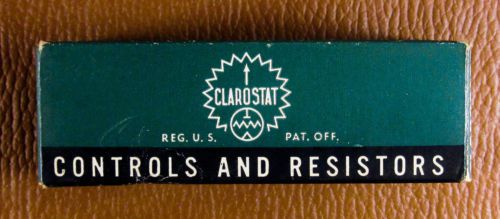 CLAROSTAT
REG. U. S. PAT. OFF.
CONTROLS AND RESISTORS